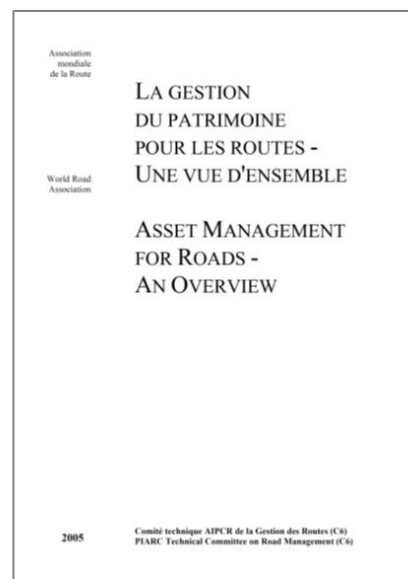 Association
mondiale
de la Route
LA GESTION
DU PATRIMOINE
POUR LES ROUTES -
UNE VUE D'ENSEMBLE
World Road
Association
ASSET MANAGEMENT
FOR ROADS -
AN OVERVIEW
2005
Comité technique AIPCR de la Gestion des Routes (C6)
PIARC Technical Committee on Road Management (C6)